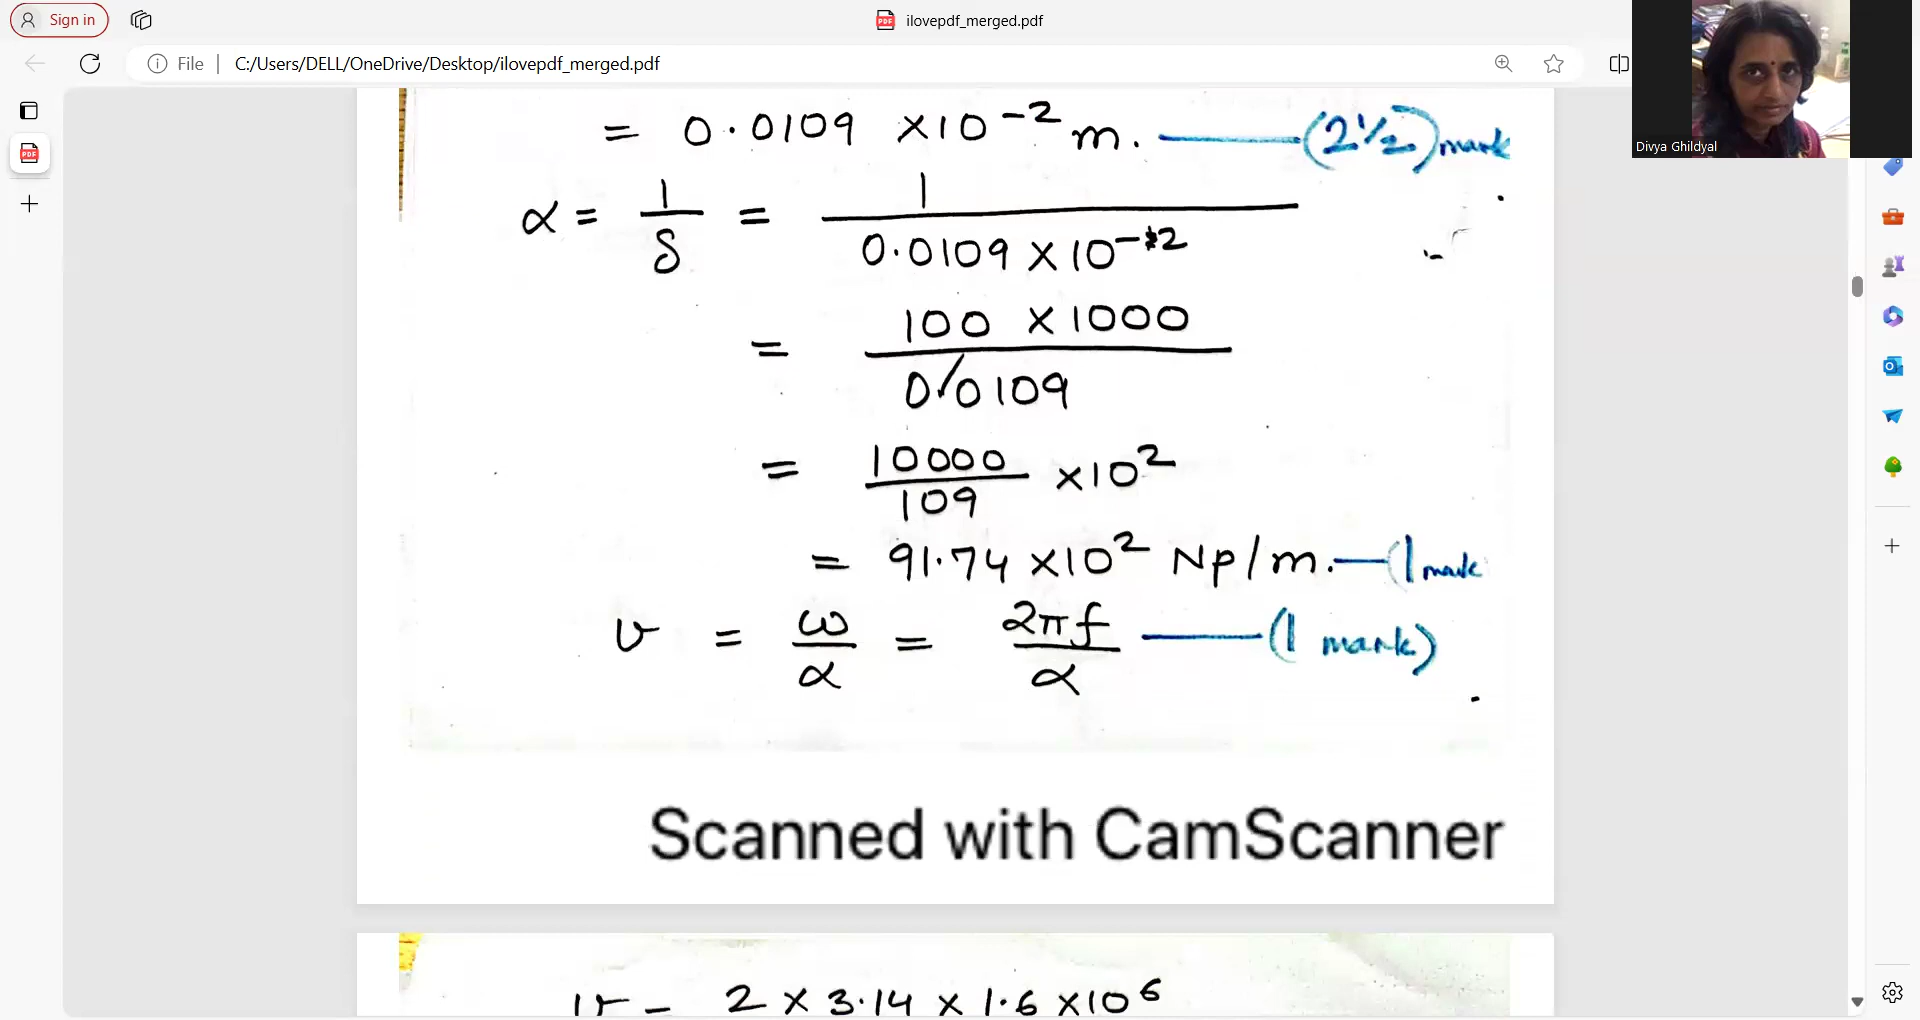 Sign in
ilovepdf_merged.pdf
File
C:/Users/DELL/OneDrive/Desktop/ilovepdf_merged.pdf
Divya Ghildyal
= 0.0109 ×10⁻² m. (2½) mark
α = 1/δ = 1/(0.0109 × 10⁻²)
= 100 × 1000 / 0/0109
= 10000/109 ×10²
= 91.74 ×10² Np/m. (1 mark
v = ω/α = 2πf/α (1 mark)
Scanned with CamScanner
v = 2 × 3.14 × 1.6 ×10⁶